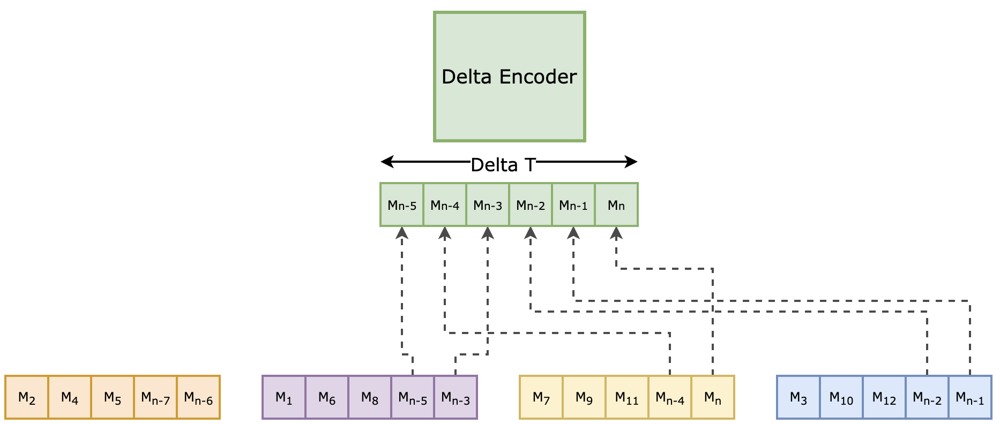 Delta Encoder
Delta T
Mn-5 Mn-4 Mn-3 Mn-2 Mn-1 Mn
M2 M4 M5 Mn-7 Mn-6 M1 M6 M8 Mn-5 Mn-3 M7 M9 M11 Mn-4 Mn M3 M10 M12 Mn-2 Mn-1